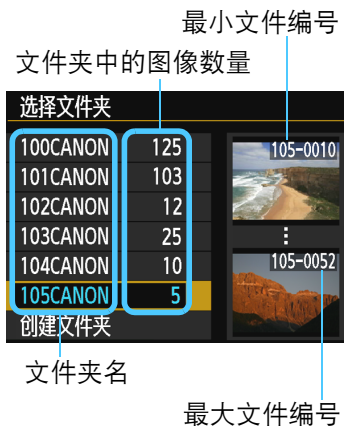 最小文件编号
文件夹中的图像数量
选择文件夹
100CANON 125
101CANON 103
102CANON 12
103CANON 25
104CANON 10
105CANON 5
创建文件夹
105-0010
105-0052
文件夹名
最大文件编号